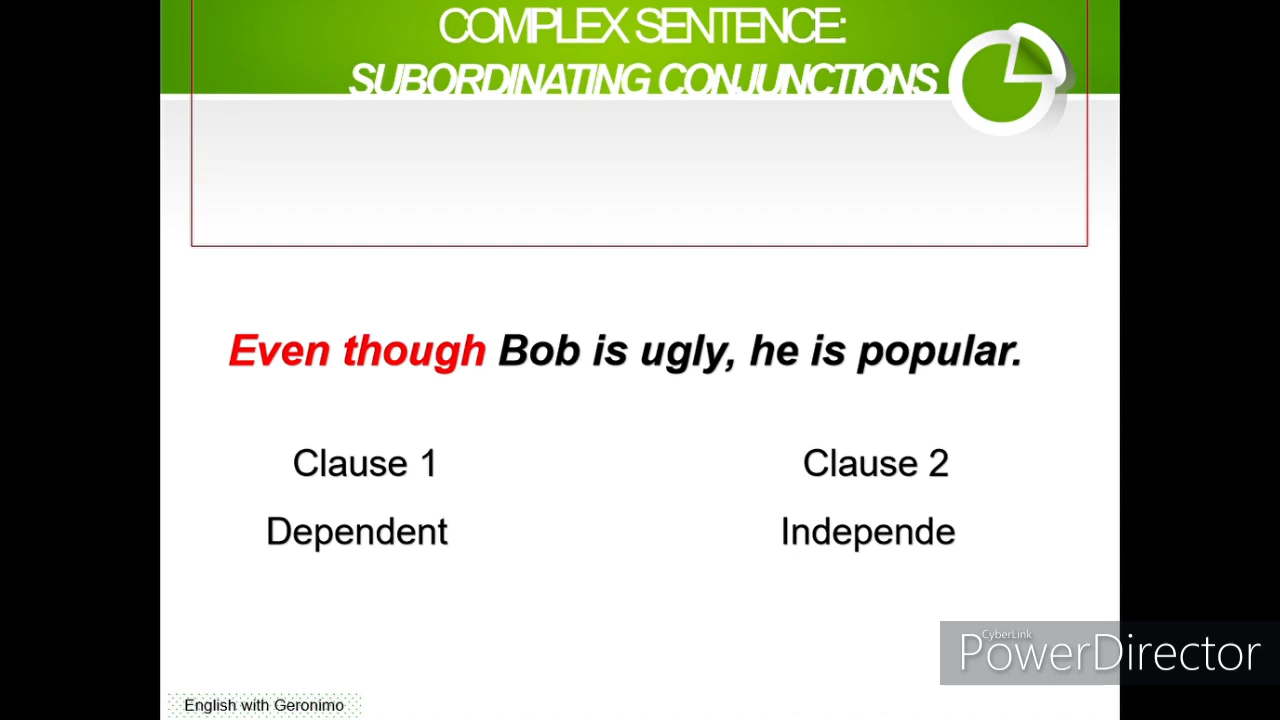 COMPLEX SENTENCE:
SUBORDINATING CONJUNCTIONS
Even though Bob is ugly, he is popular.
Clause 1 Clause 2
Dependent Independe
CyberLink
PowerDirector
English with Geronimo